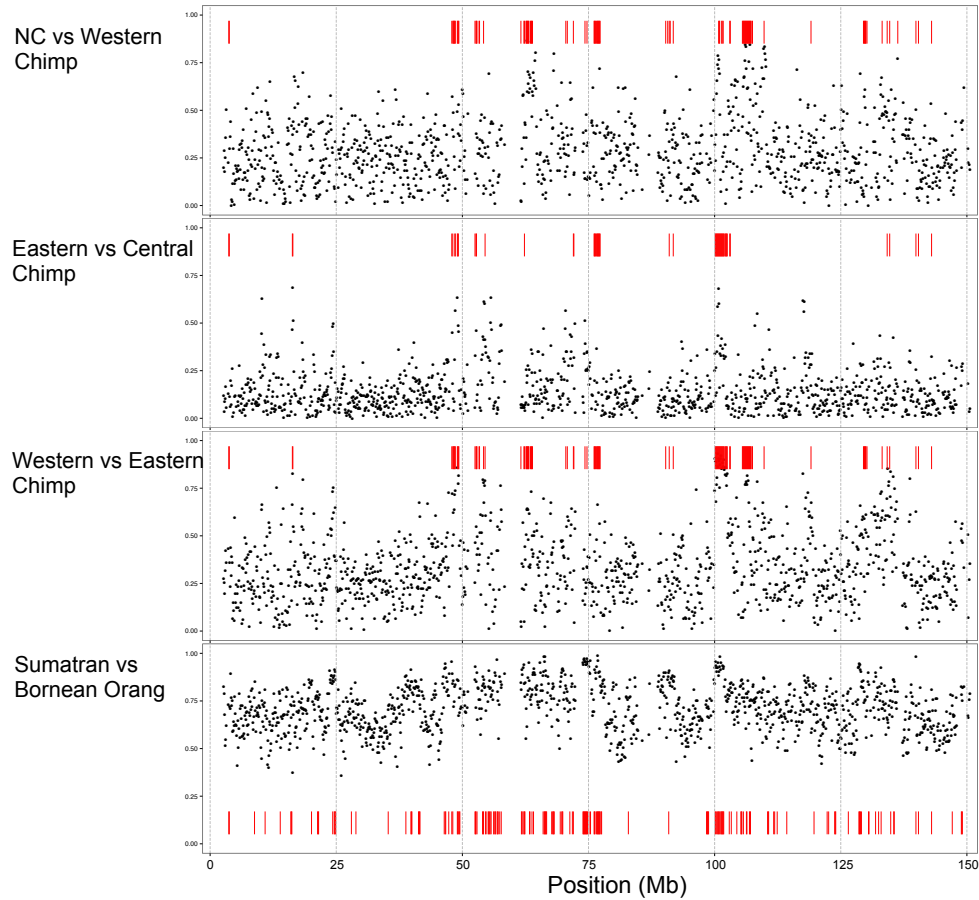 NC vs Western
Chimp
1.00
0.75
0.50
0.25
0.00
Eastern vs Central
Chimp
1.00
0.75
0.50
0.25
0.00
Western vs Eastern
Chimp
1.00
0.75
0.50
0.25
0.00
Sumatran vs
Bornean Orang
1.00
0.75
0.50
0.25
0.00
0 25 50 75 100 125 150
Position (Mb)